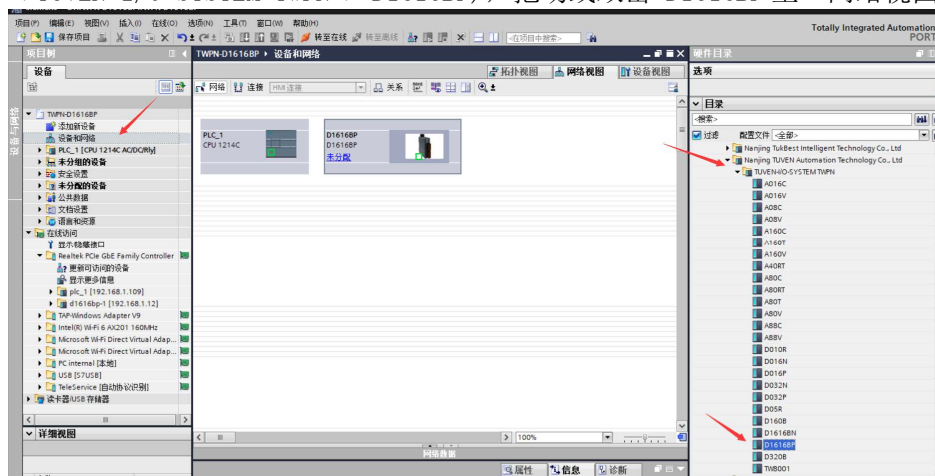 项目(P) 编辑(E) 视图(V) 插入(I) 在线(O) 选项(N) 工具(T) 窗口(W) 帮助(H)
Totally Integrated Automation
PORT
保存项目 转至在线 转至离线 <在项目中搜索>
项目树
TWPN-D1616BP ▸ 设备和网络
硬件目录
设备
拓扑视图 网络视图 设备视图
选项
网络 连接 HMI 连接 关系
目录
<搜索>
过滤 配置文件 <全部>
TWPN-D1616BP
添加新设备
设备和网络
PLC_1 [CPU 1214C AC/DC/Rly]
未分组的设备
安全设置
未分配的设备
公共数据
文档设置
语言和资源
在线访问
显示/隐藏接口
Realtek PCIe GbE Family Controller
更新可访问的设备
显示更多信息
plc_1 [192.168.1.109]
d1616bp-1 [192.168.1.12]
TAP-Windows Adapter V9
Intel(R) Wi-Fi 6 AX201 160MHz
Microsoft Wi-Fi Direct Virtual Adap...
Microsoft Wi-Fi Direct Virtual Adap...
PC internal [本地]
USB [S7USB]
TeleService [自动协议识别]
读卡器/USB 存储器
详细视图
PLC_1
CPU 1214C
D1616BP
D1616BP
未分配
100%
网络数据
属性 信息 诊断
Nanjing TukBest Intelligent Technology Co., Ltd
Nanjing TUVEN Automation Technology Co., Ltd
TUVEN-I/O-SYSTEM TWPN
A016C
A016V
A08C
A08V
A160C
A160T
A160V
A40RT
A80C
A80RT
A80T
A80V
A88C
A88V
D010R
D016N
D016P
D032N
D032P
D05R
D160B
D1616BN
D1616BP
D320B
TWB001